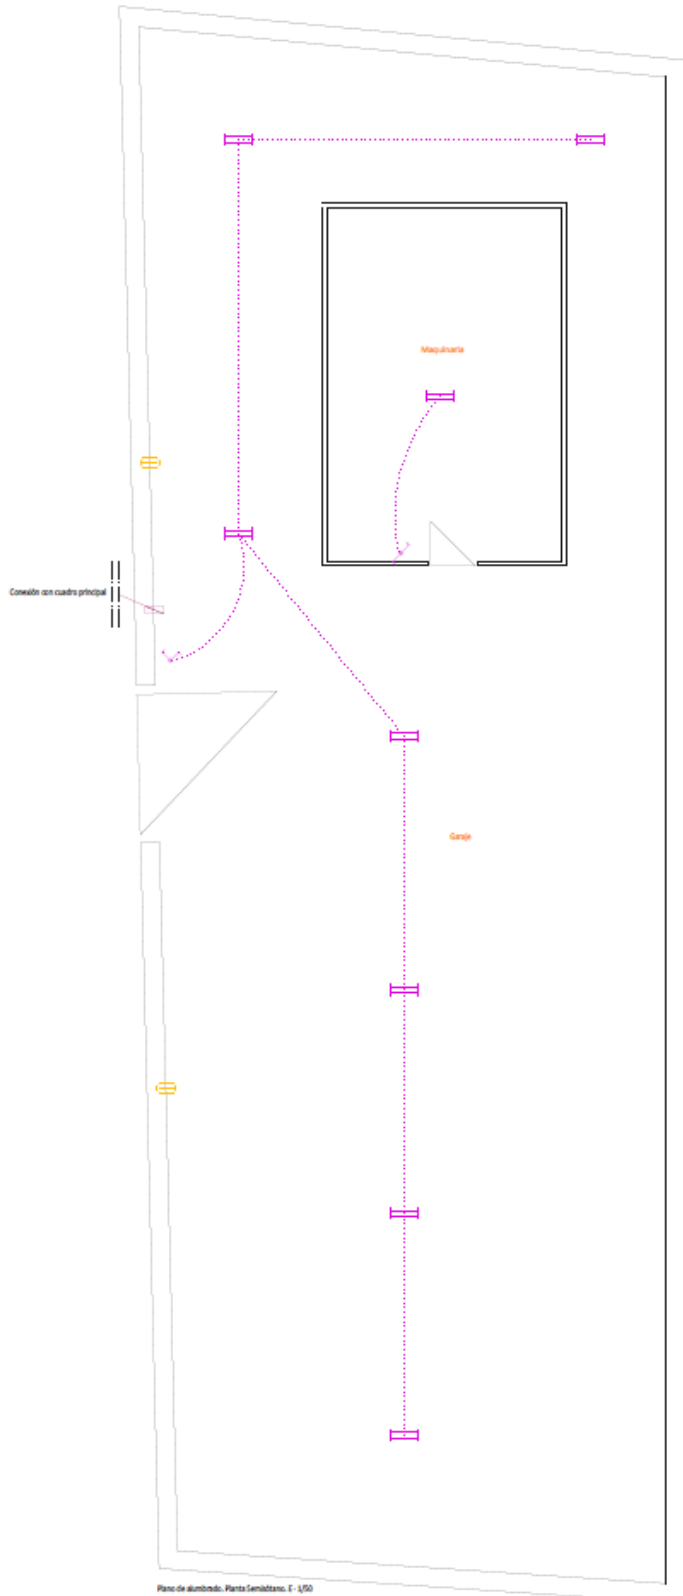 Maquinaria
Conexión con cuadro principal
Garaje
Plano de alumbrado. Planta Semisótano. E - 1/50